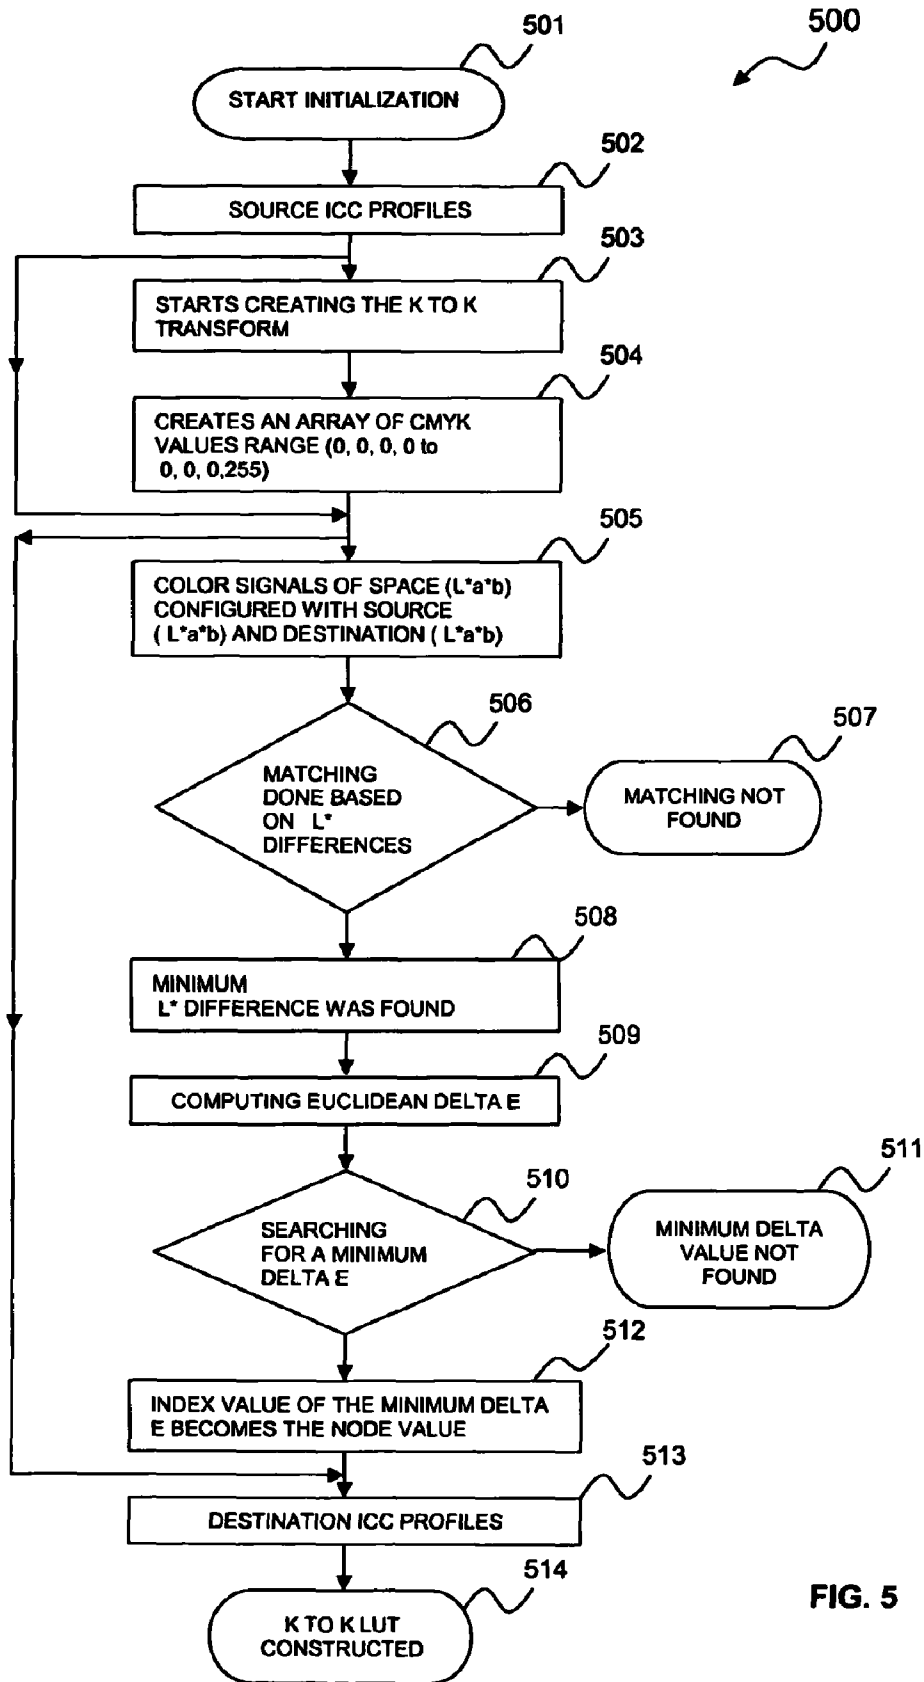 500
501
START INITIALIZATION
502
SOURCE ICC PROFILES
503
STARTS CREATING THE K TO K
TRANSFORM
504
CREATES AN ARRAY OF CMYK
VALUES RANGE (0, 0, 0, 0 to
0, 0, 0,255)
505
COLOR SIGNALS OF SPACE (L*a*b)
CONFIGURED WITH SOURCE
( L*a*b) AND DESTINATION ( L*a*b)
506
MATCHING
DONE BASED
ON L*
DIFFERENCES
507
MATCHING NOT
FOUND
508
MINIMUM
L* DIFFERENCE WAS FOUND
509
COMPUTING EUCLIDEAN DELTA E
510
SEARCHING
FOR A MINIMUM
DELTA E
511
MINIMUM DELTA
VALUE NOT
FOUND
512
INDEX VALUE OF THE MINIMUM DELTA
E BECOMES THE NODE VALUE
513
DESTINATION ICC PROFILES
514
K TO K LUT
CONSTRUCTED
FIG. 5